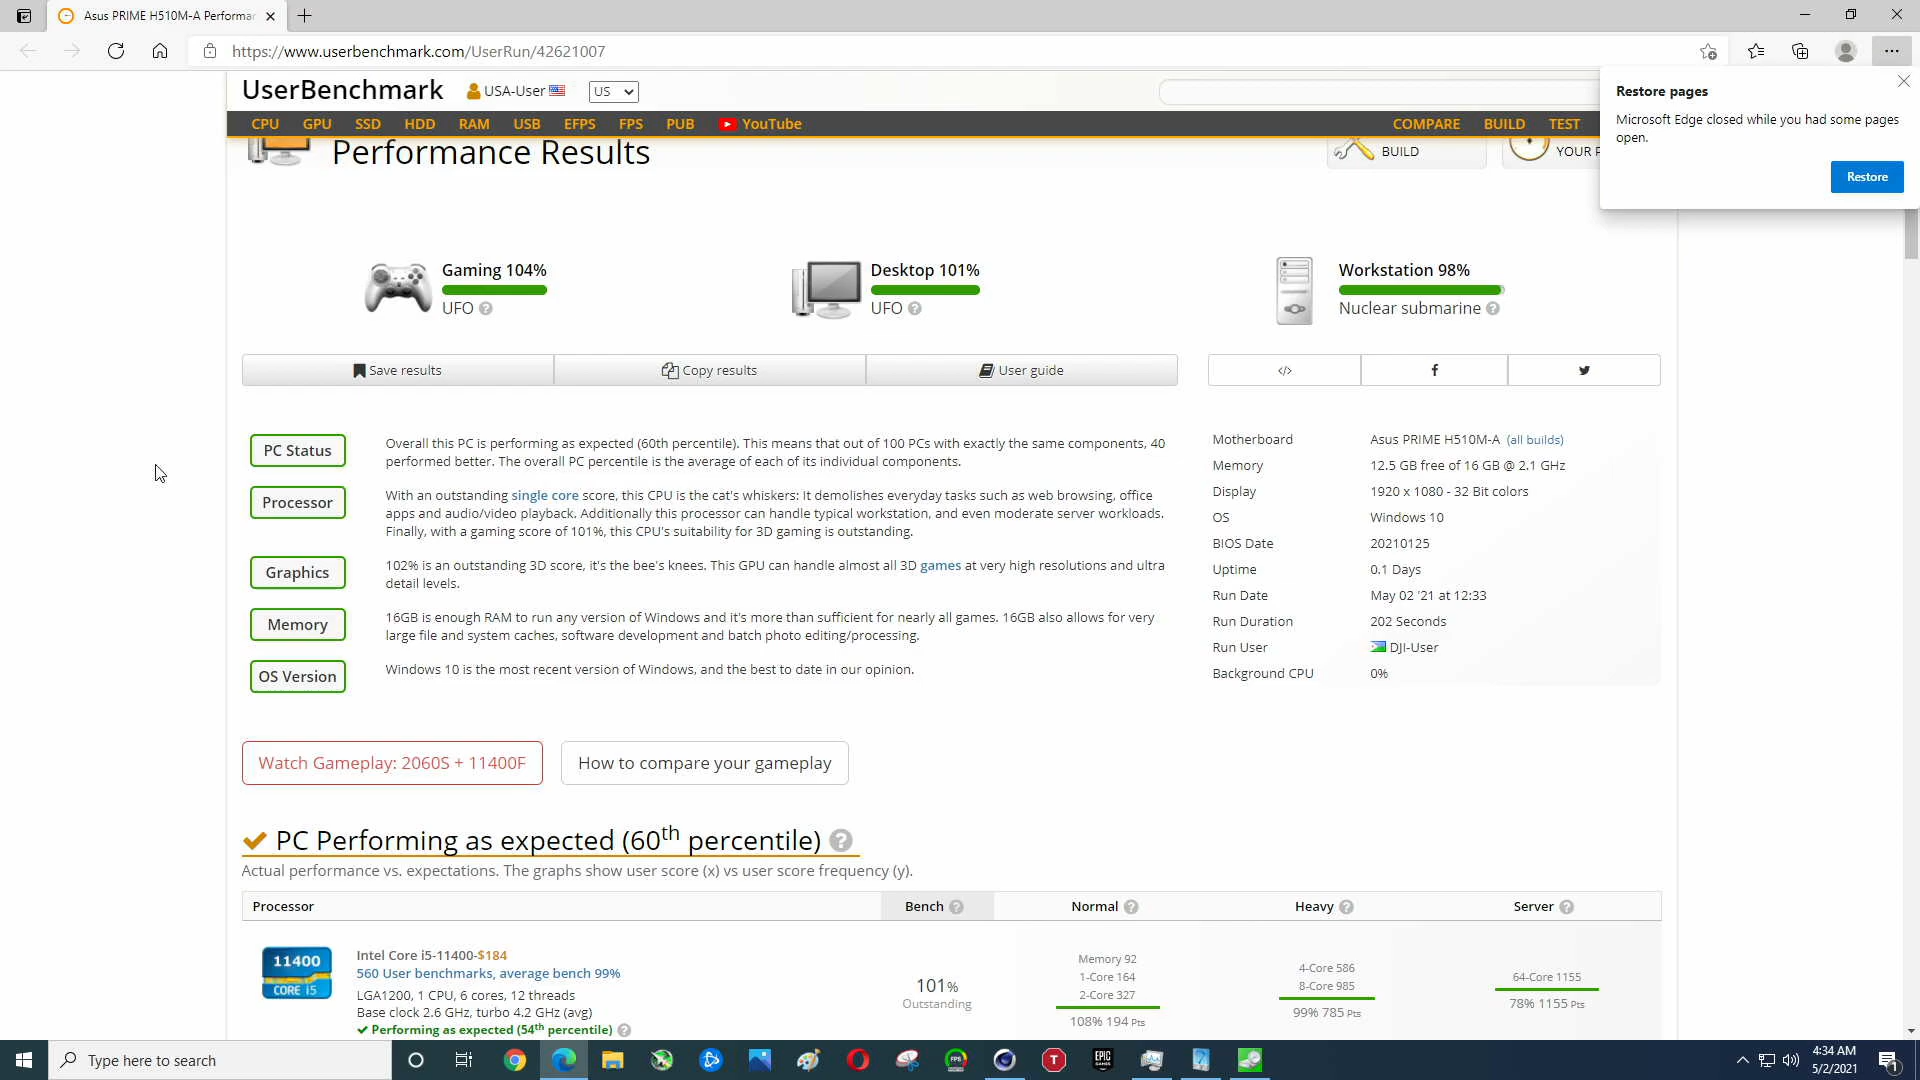 Asus PRIME H510M-A Performan
https://www.userbenchmark.com/UserRun/42621007
Restore pages
Microsoft Edge closed while you had some pages
open.
Restore
UserBenchmark
USA-User
US
CPU GPU SSD HDD RAM USB EFPS FPS PUB YouTube
COMPARE BUILD TEST
Performance Results
BUILD
YOUR P
Gaming 104%
UFO
Desktop 101%
UFO
Workstation 98%
Nuclear submarine
Save results
Copy results
User guide
</>
PC Status
Overall this PC is performing as expected (60th percentile). This means that out of 100 PCs with exactly the same components, 40
performed better. The overall PC percentile is the average of each of its individual components.
Processor
With an outstanding single core score, this CPU is the cat's whiskers: It demolishes everyday tasks such as web browsing, office
apps and audio/video playback. Additionally this processor can handle typical workstation, and even moderate server workloads.
Finally, with a gaming score of 101%, this CPU's suitability for 3D gaming is outstanding.
Graphics
102% is an outstanding 3D score, it's the bee's knees. This GPU can handle almost all 3D games at very high resolutions and ultra
detail levels.
Memory
16GB is enough RAM to run any version of Windows and it's more than sufficient for nearly all games. 16GB also allows for very
large file and system caches, software development and batch photo editing/processing.
OS Version
Windows 10 is the most recent version of Windows, and the best to date in our opinion.
Motherboard Asus PRIME H510M-A (all builds)
Memory 12.5 GB free of 16 GB @ 2.1 GHz
Display 1920 x 1080 - 32 Bit colors
OS Windows 10
BIOS Date 20210125
Uptime 0.1 Days
Run Date May 02 '21 at 12:33
Run Duration 202 Seconds
Run User DJI-User
Background CPU 0%
Watch Gameplay: 2060S + 11400F
How to compare your gameplay
PC Performing as expected (60th percentile)
Actual performance vs. expectations. The graphs show user score (x) vs user score frequency (y).
Processor Bench Normal Heavy Server
11400
CORE i5
Intel Core i5-11400-$184
560 User benchmarks, average bench 99%
LGA1200, 1 CPU, 6 cores, 12 threads
Base clock 2.6 GHz, turbo 4.2 GHz (avg)
Performing as expected (54th percentile)
101%
Outstanding
Memory 92
1-Core 164
2-Core 327
108% 194 Pts
4-Core 586
8-Core 985
99% 785 Pts
64-Core 1155
78% 1155 Pts
Type here to search
FPS
T
EPIC
4:34 AM
5/2/2021
1